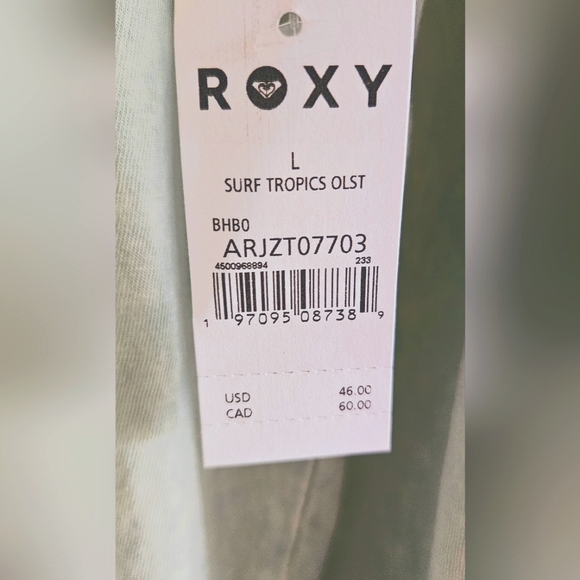 ROXY
L
SURF TROPICS OLST
BHB0
ARJZT07703
4500968894 233
1 97095 08738 9
USD 46.00
CAD 60.00